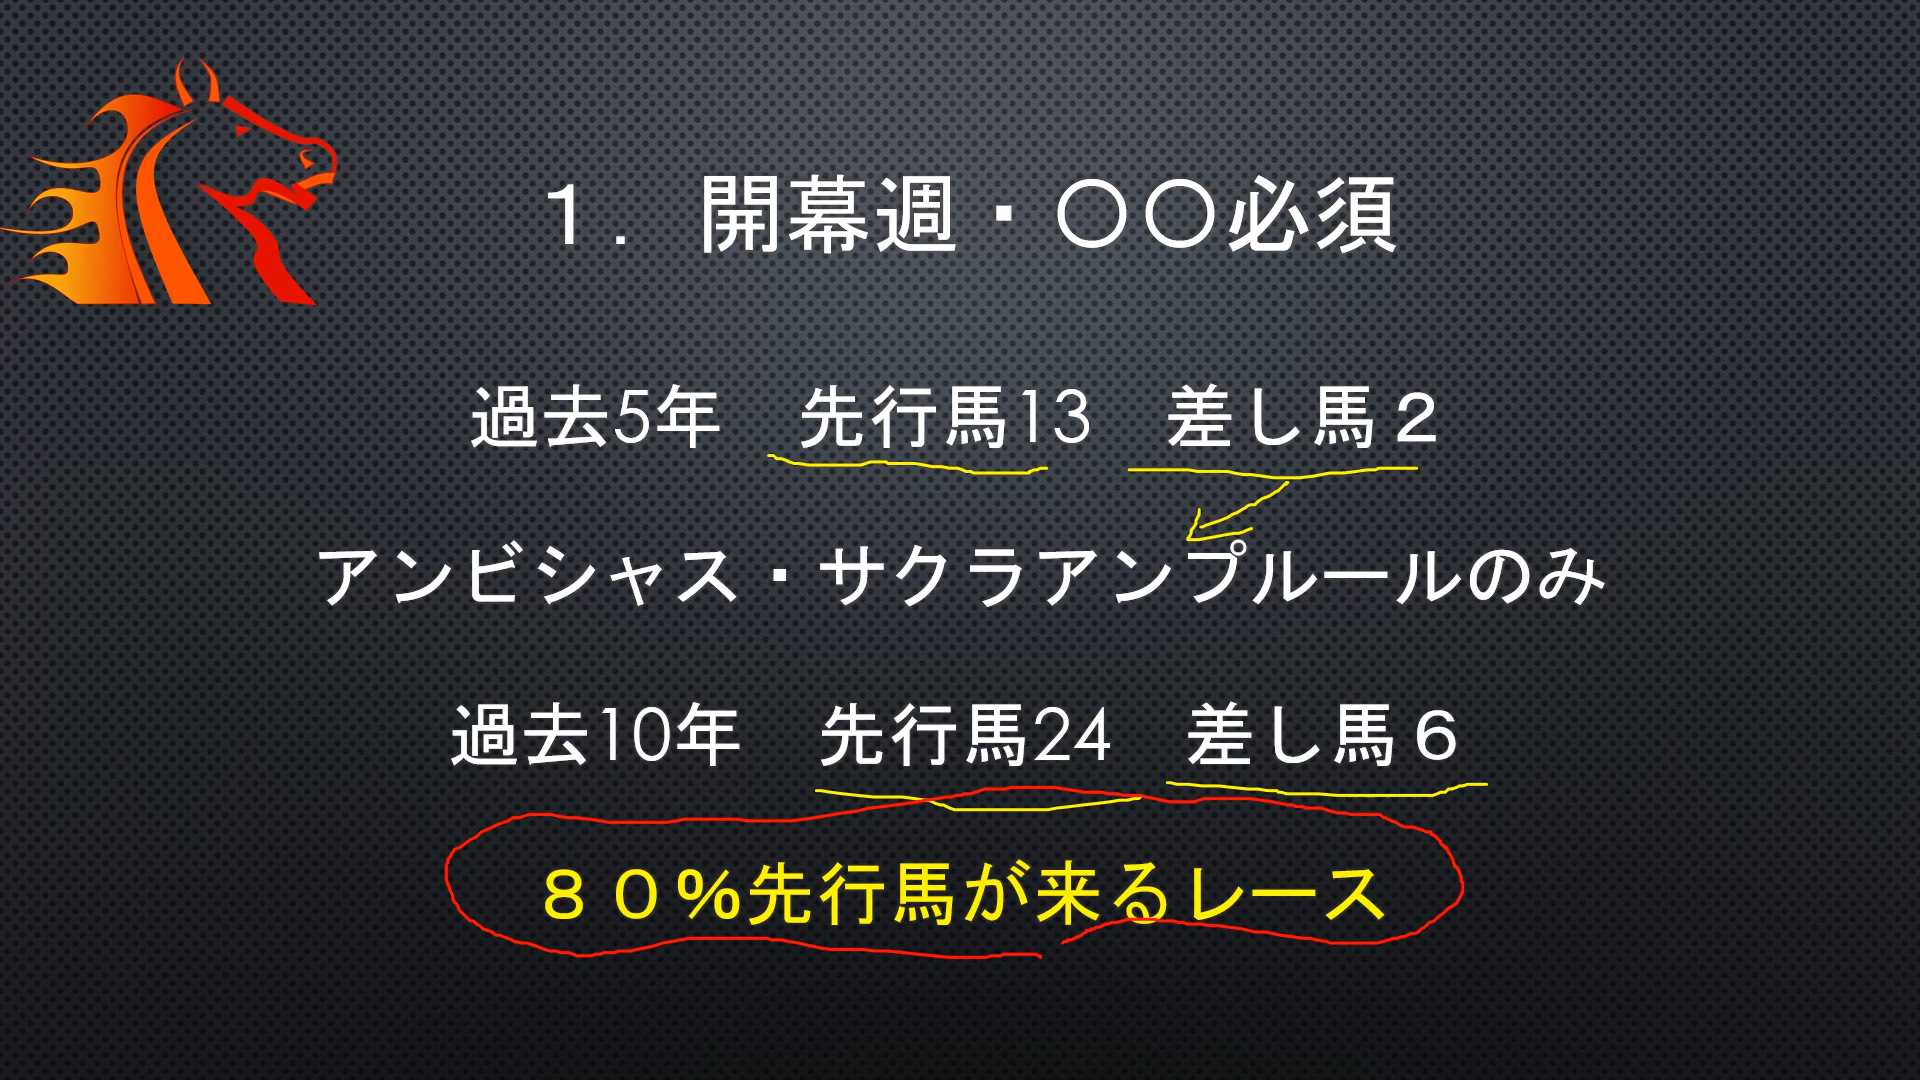 １． 開幕週・〇〇必須
過去5年　先行馬13　差し馬２
アンビシャス・サクラアンプルールのみ
過去10年　先行馬24　差し馬６
８０％先行馬が来るレース